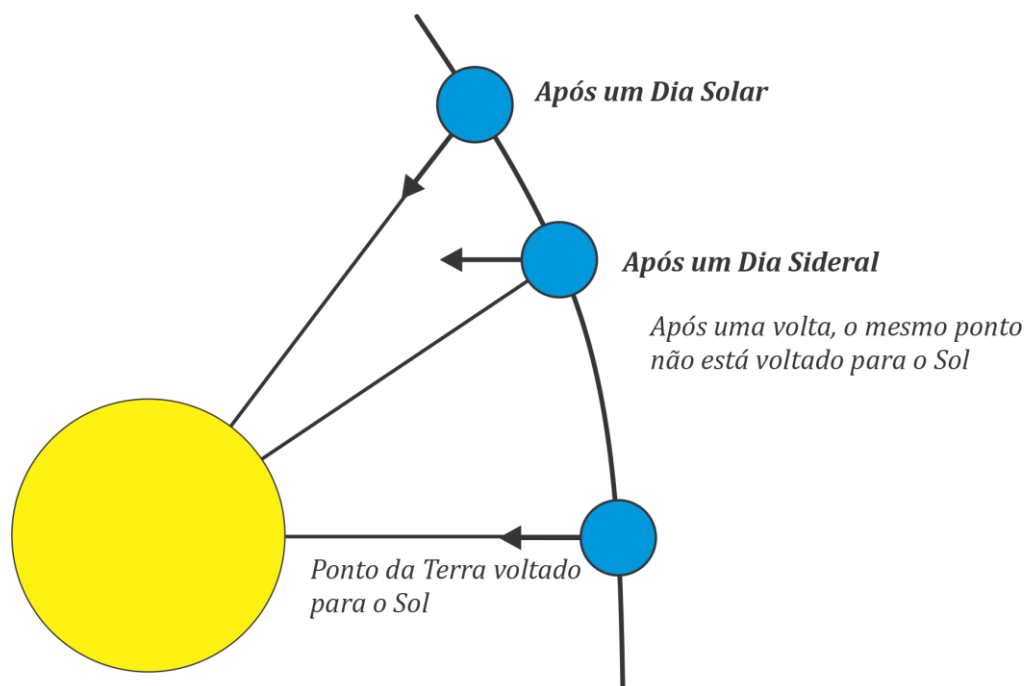 Após um Dia Solar
Após um Dia Sideral
Após uma volta, o mesmo ponto
não está voltado para o Sol
Ponto da Terra voltado
para o Sol